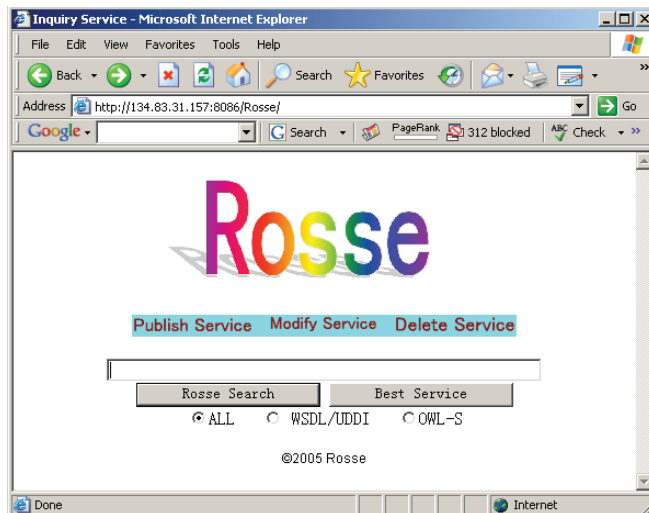 Inquiry Service - Microsoft Internet Explorer
File Edit View Favorites Tools Help
Back Search Favorites »
Address http://134.83.31.157:8086/Rosse/ Go
Google G Search PageRank 312 blocked ABC Check »
Rosse
Publish Service Modify Service Delete Service
Rosse Search Best Service
ALL WSDL/UDDI OWL-S
©2005 Rosse
Done Internet